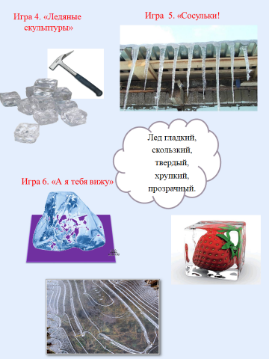 Игра 4. «Ледяные
скульптуры»
Игра 5. «Сосульки!
Лед гладкий,
скользкий,
твердый,
хрупкий,
прозрачный.
Игра 6. «А я тебя вижу»